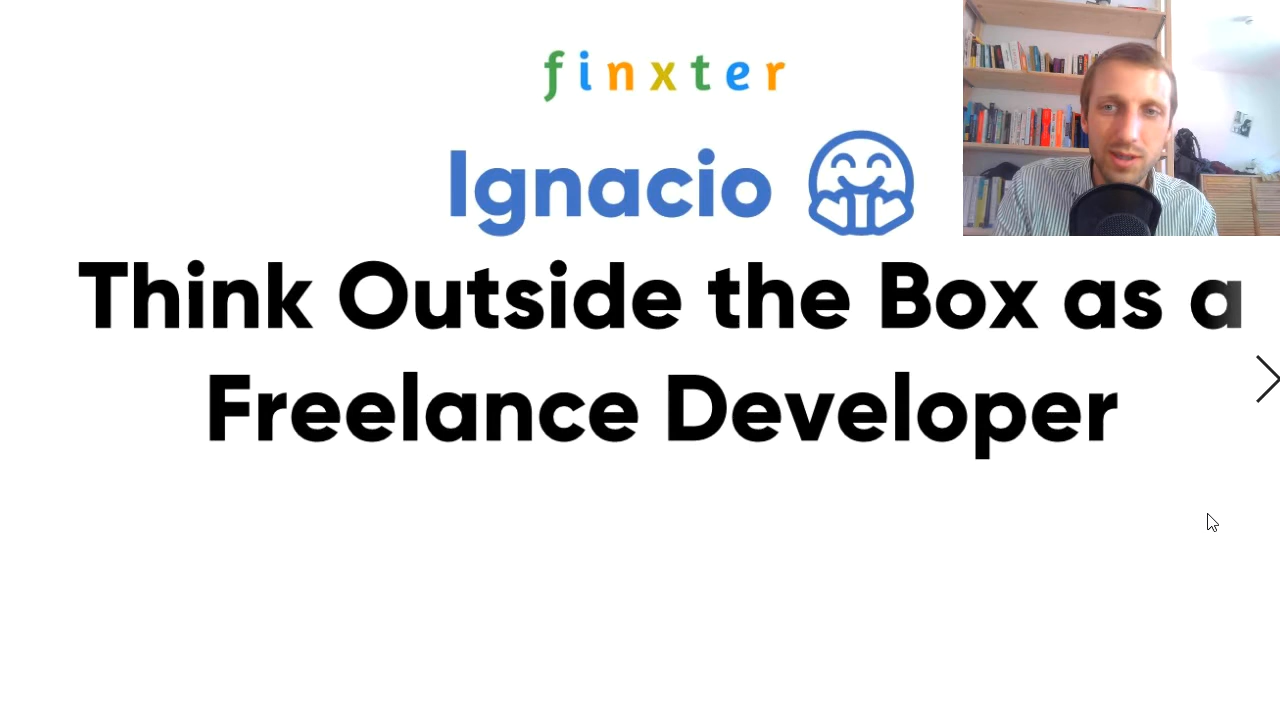 finxter
Ignacio
Think Outside the Box as a
Freelance Developer